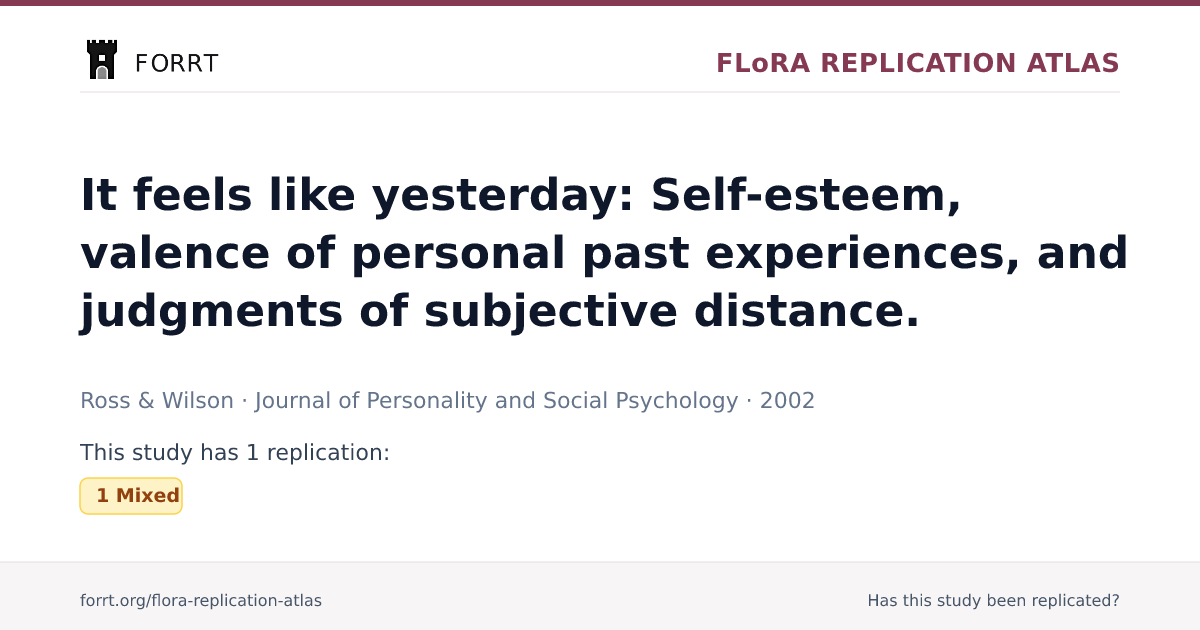 FORRT
FLoRA REPLICATION ATLAS
It feels like yesterday: Self-esteem,
valence of personal past experiences, and
judgments of subjective distance.
Ross & Wilson · Journal of Personality and Social Psychology · 2002
This study has 1 replication:
1 Mixed
forrt.org/flora-replication-atlas
Has this study been replicated?